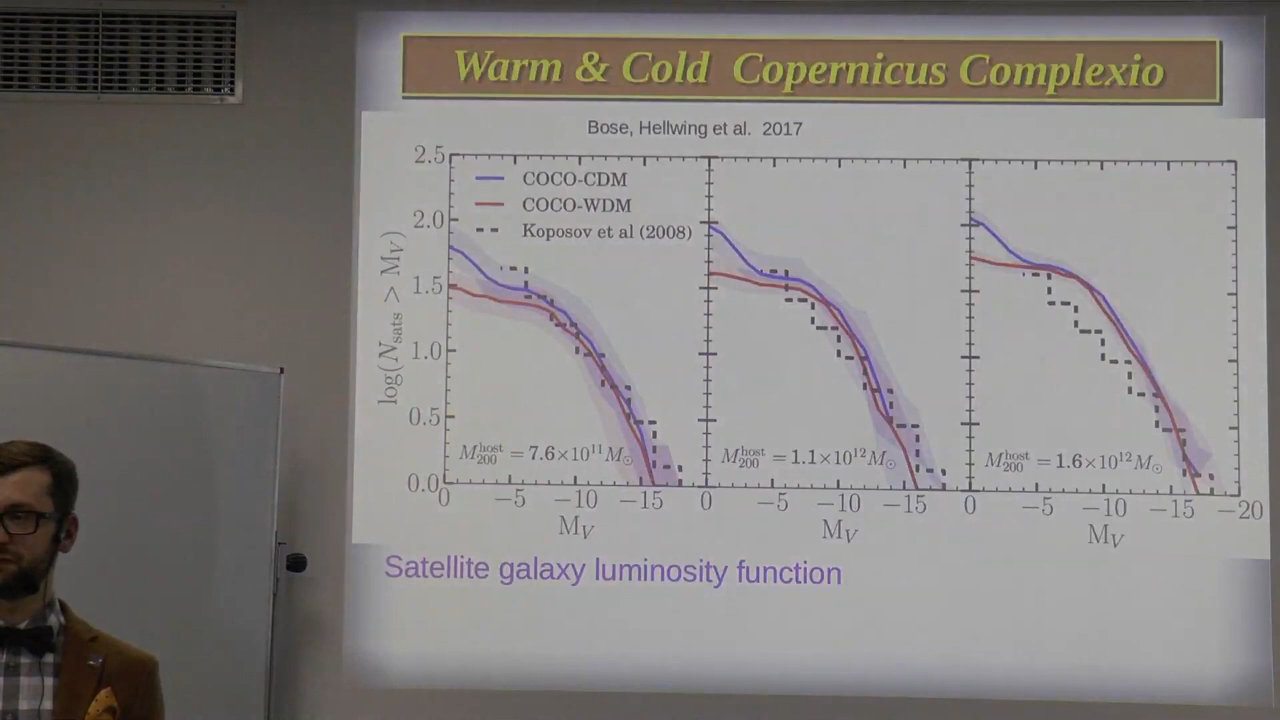 Warm & Cold Copernicus Complexio
Bose, Hellwing et al. 2017
log(N_sats > M_V)
2.5
2.0
1.5
1.0
0.5
0.0
COCO-CDM
COCO-WDM
Koposov et al (2008)
M_200^host = 7.6×10^11 M_⊙
M_200^host = 1.1×10^12 M_⊙
M_200^host = 1.6×10^12 M_⊙
0 −5 −10 −15 0 −5 −10 −15 0 −5 −10 −15 −20
M_V M_V M_V
Satellite galaxy luminosity function